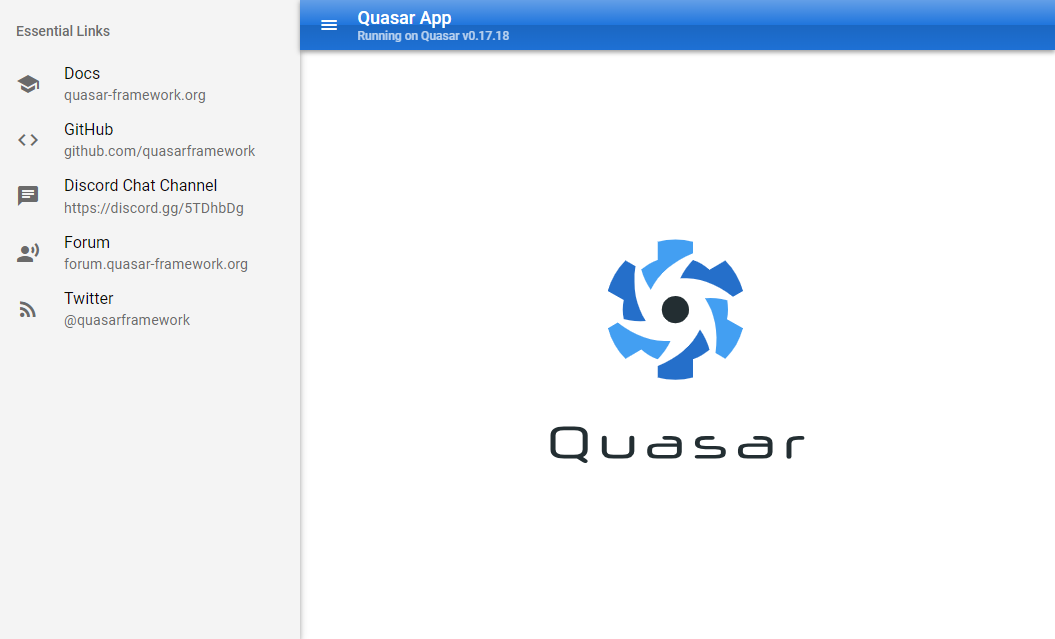 Essential Links
Docs
quasar-framework.org
GitHub
github.com/quasarframework
Discord Chat Channel
https://discord.gg/5TDhbDg
Forum
forum.quasar-framework.org
Twitter
@quasarframework
Quasar App
Running on Quasar v0.17.18
Quasar